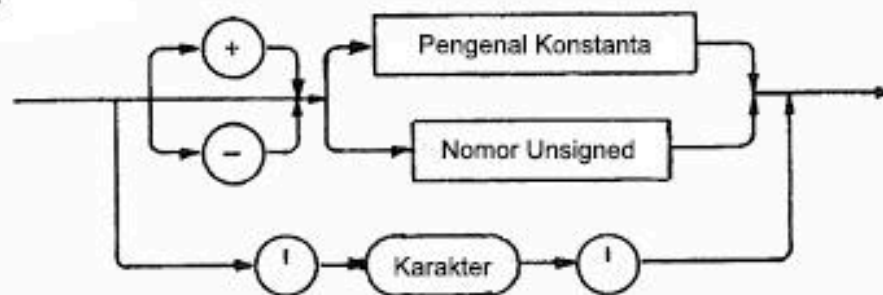 +
Pengenal Konstanta
−
Nomor Unsigned
' Karakter '